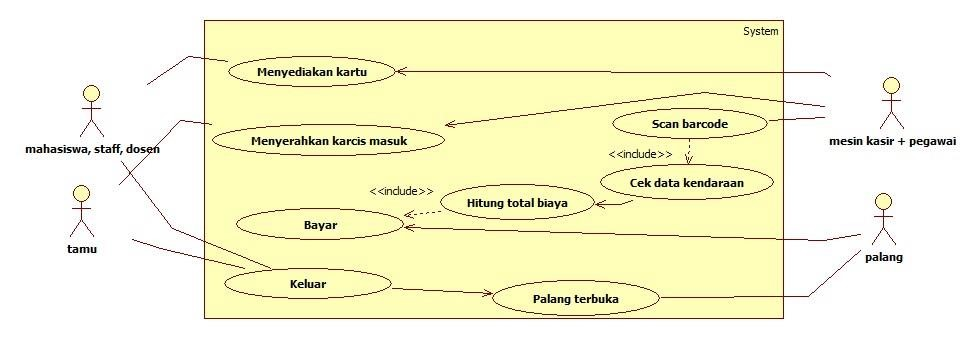 System
Menyediakan kartu
mahasiswa, staff, dosen
Menyerahkan karcis masuk
Scan barcode
mesin kasir + pegawai
<<include>>
Cek data kendaraan
<<include>>
Hitung total biaya
Bayar
tamu
palang
Keluar
Palang terbuka